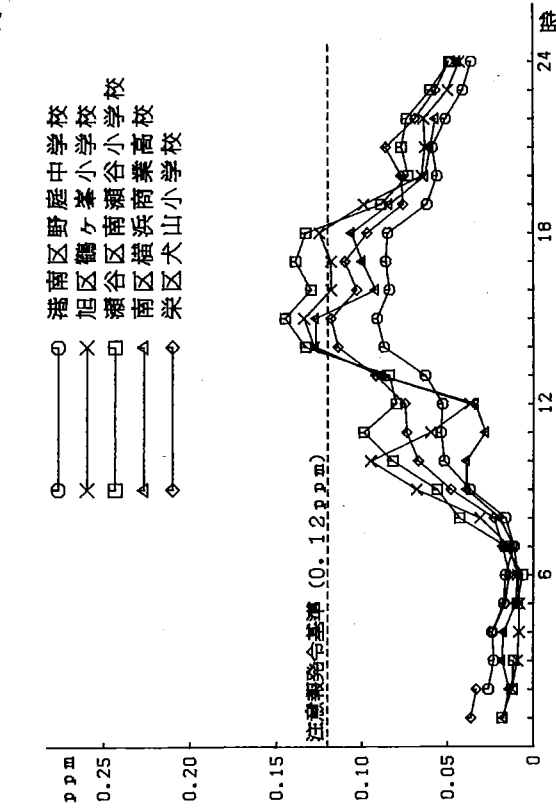 ppm
0.25
0.20
0.15
0.10
0.05
0
港南区野庭中学校
旭区鶴ヶ峯小学校
瀬谷区南瀬谷小学校
南区横浜商業高校
栄区犬山小学校
注意報発令基準 (0.12ppm)
6
12
18
24
時